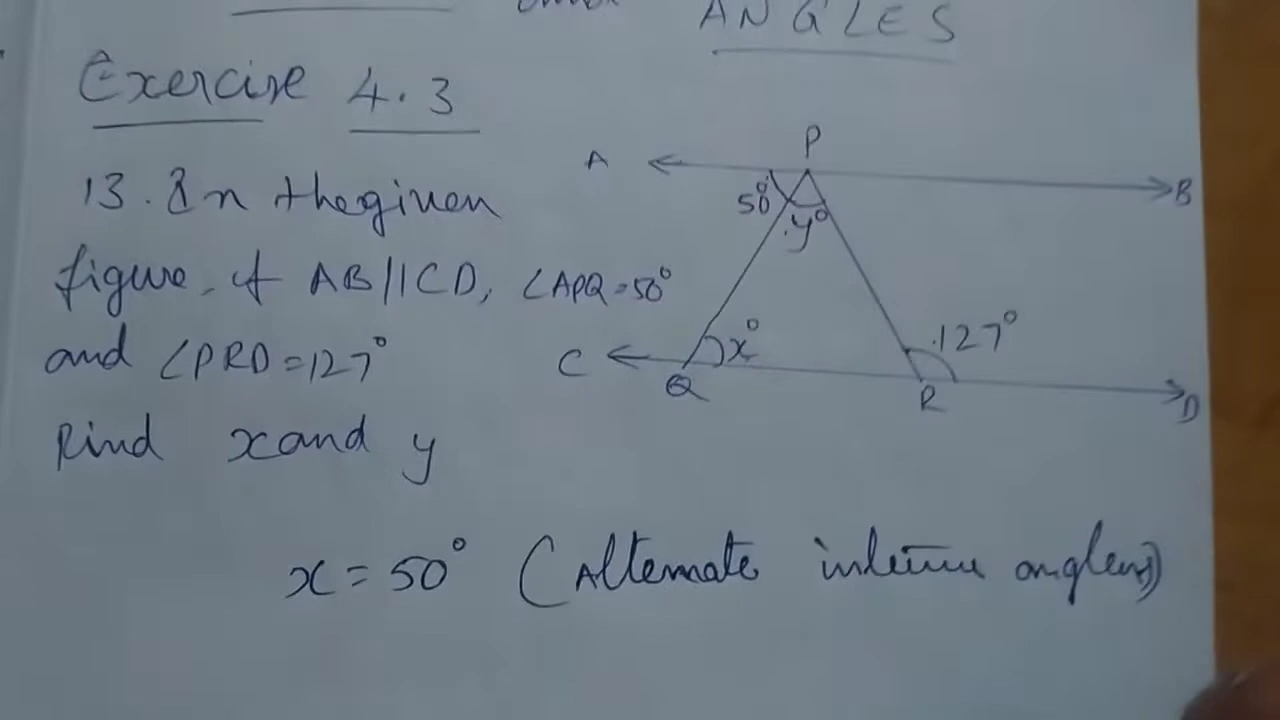 ANGLES
Exercise 4.3
13. In the given
figure, if AB//CD, ∠APQ=50°
and ∠PRD=127°
Find x and y
A P B
50° y°
x° 127°
C Q R D
x = 50° (Alternate interior angles)